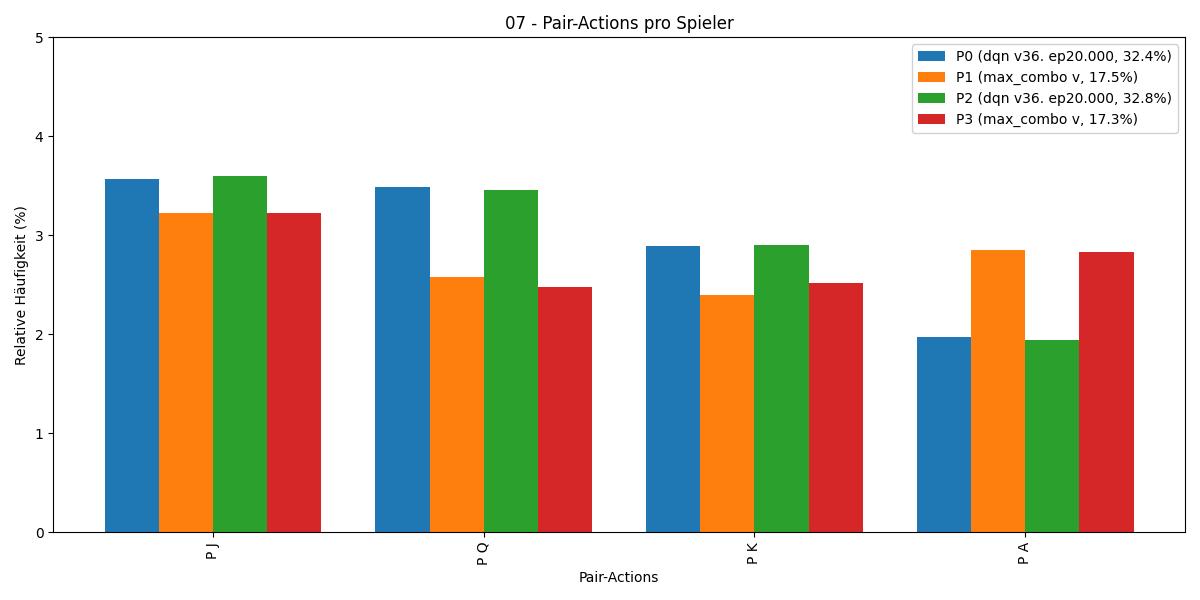 07 - Pair-Actions pro Spieler
P0 (dqn v36. ep20.000, 32.4%)
P1 (max_combo v, 17.5%)
P2 (dqn v36. ep20.000, 32.8%)
P3 (max_combo v, 17.3%)
Relative Häufigkeit (%)
5
4
3
2
1
0
P J
P Q
P K
P A
Pair-Actions